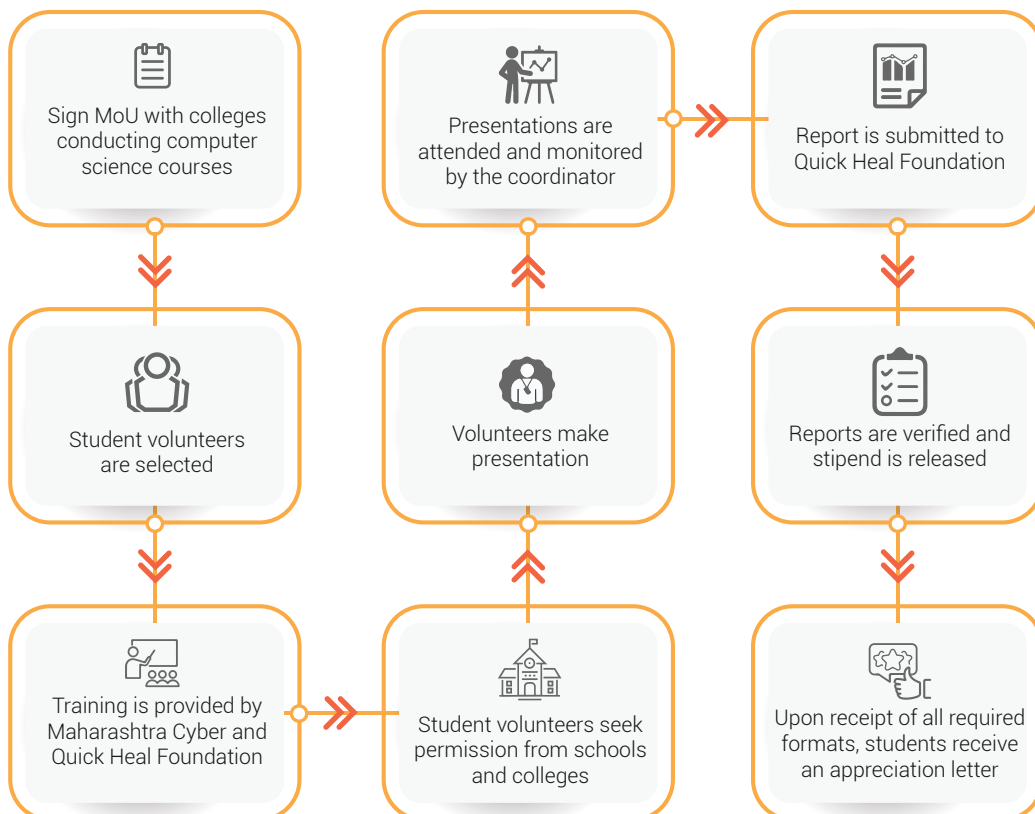 Sign MoU with colleges
conducting computer
science courses
Student volunteers
are selected
Training is provided by
Maharashtra Cyber and
Quick Heal Foundation
Student volunteers seek
permission from schools
and colleges
Volunteers make
presentation
Presentations are
attended and monitored
by the coordinator
Report is submitted to
Quick Heal Foundation
Reports are verified and
stipend is released
Upon receipt of all required
formats, students receive
an appreciation letter